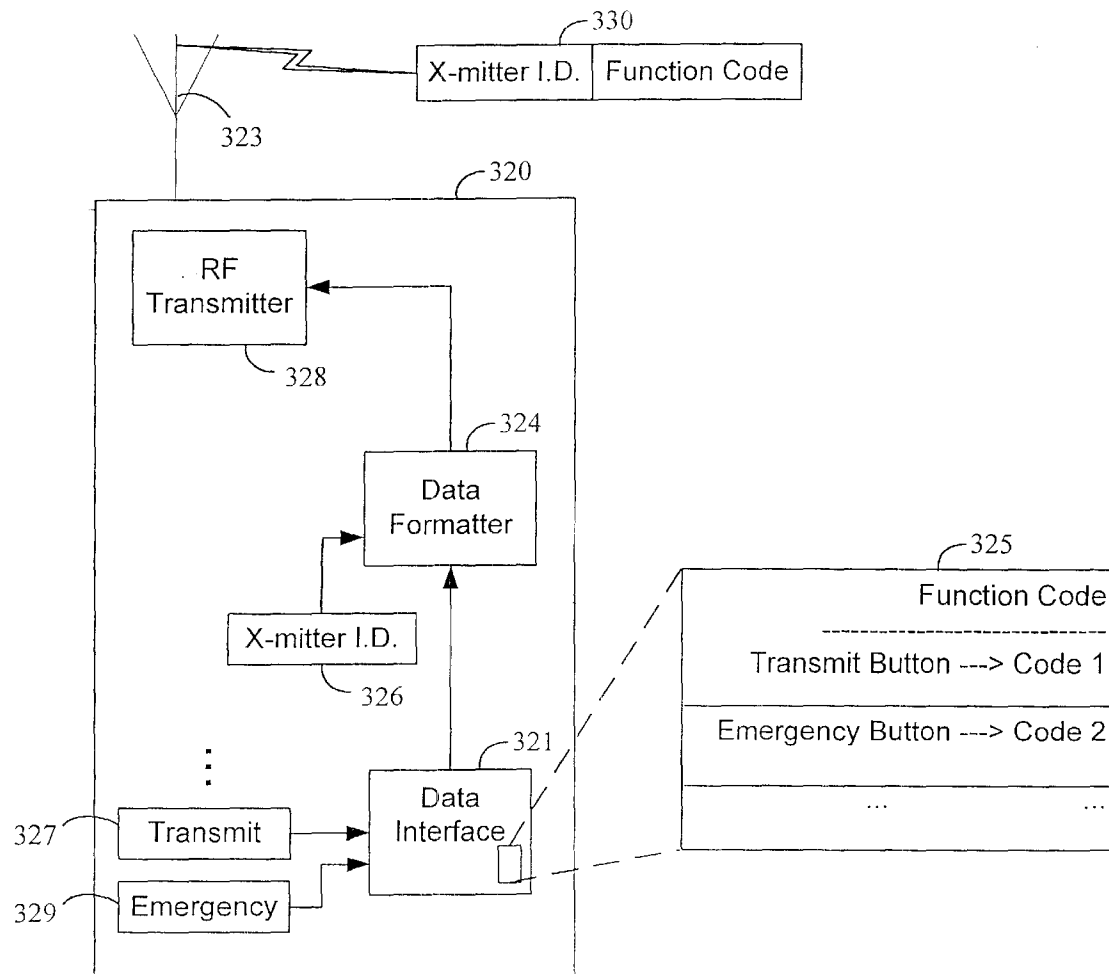 330
X-mitter I.D. Function Code
323
320
RF
Transmitter
328
324
Data
Formatter
325
Function Code
--------------------------
X-mitter I.D.
Transmit Button ---> Code 1
326
Emergency Button ---> Code 2
321
Data
Interface
... ...
327 Transmit
329 Emergency